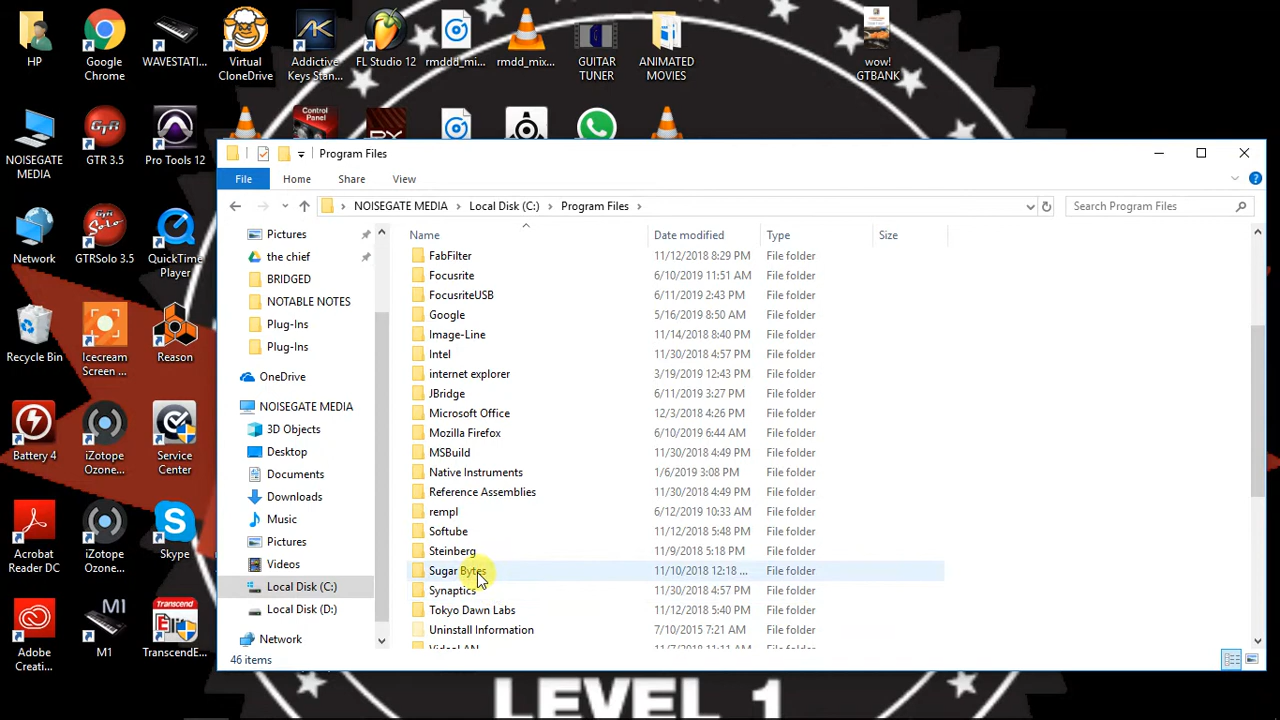 HP
Google
Chrome
WAVESTATI...
Virtual
CloneDrive
Addictive
Keys Stan...
FL Studio 12
rmddd_mi...
rmdd_mix...
GUITAR
TUNER
ANIMATED
MOVIES
wow!
GTBANK
NOISEGATE
MEDIA
GTR 3.5
Pro Tools 12
Control
Panel
Network
GTRSolo 3.5
QuickTime
Player
Recycle Bin
Icecream
Screen ...
Reason
Battery 4
iZotope
Ozone...
Service
Center
Acrobat
Reader DC
iZotope
Ozone...
Skype
Adobe
Creati...
M1
M1
Transcend
TranscendE...
Program Files
File
Home
Share
View
NOISEGATE MEDIA > Local Disk (C:) > Program Files >
Search Program Files
Pictures
the chief
BRIDGED
NOTABLE NOTES
Plug-Ins
Plug-Ins
OneDrive
NOISEGATE MEDIA
3D Objects
Desktop
Documents
Downloads
Music
Pictures
Videos
Local Disk (C:)
Local Disk (D:)
Network
Name Date modified Type Size
FabFilter 11/12/2018 8:29 PM File folder
Focusrite 6/10/2019 11:51 AM File folder
FocusriteUSB 6/11/2019 2:43 PM File folder
Google 5/16/2019 8:50 AM File folder
Image-Line 11/14/2018 8:40 PM File folder
Intel 11/30/2018 4:57 PM File folder
internet explorer 3/19/2019 12:43 PM File folder
JBridge 6/11/2019 3:27 PM File folder
Microsoft Office 12/3/2018 4:26 PM File folder
Mozilla Firefox 6/10/2019 6:44 AM File folder
MSBuild 11/30/2018 4:49 PM File folder
Native Instruments 1/6/2019 3:08 PM File folder
Reference Assemblies 11/30/2018 4:49 PM File folder
rempl 6/12/2019 10:33 AM File folder
Softube 11/12/2018 5:48 PM File folder
Steinberg 11/9/2018 5:18 PM File folder
Sugar Bytes 11/10/2018 12:18 ... File folder
Synaptics 11/30/2018 4:57 PM File folder
Tokyo Dawn Labs 11/12/2018 5:40 PM File folder
Uninstall Information 7/10/2015 7:21 AM File folder
46 items
LEVEL 1